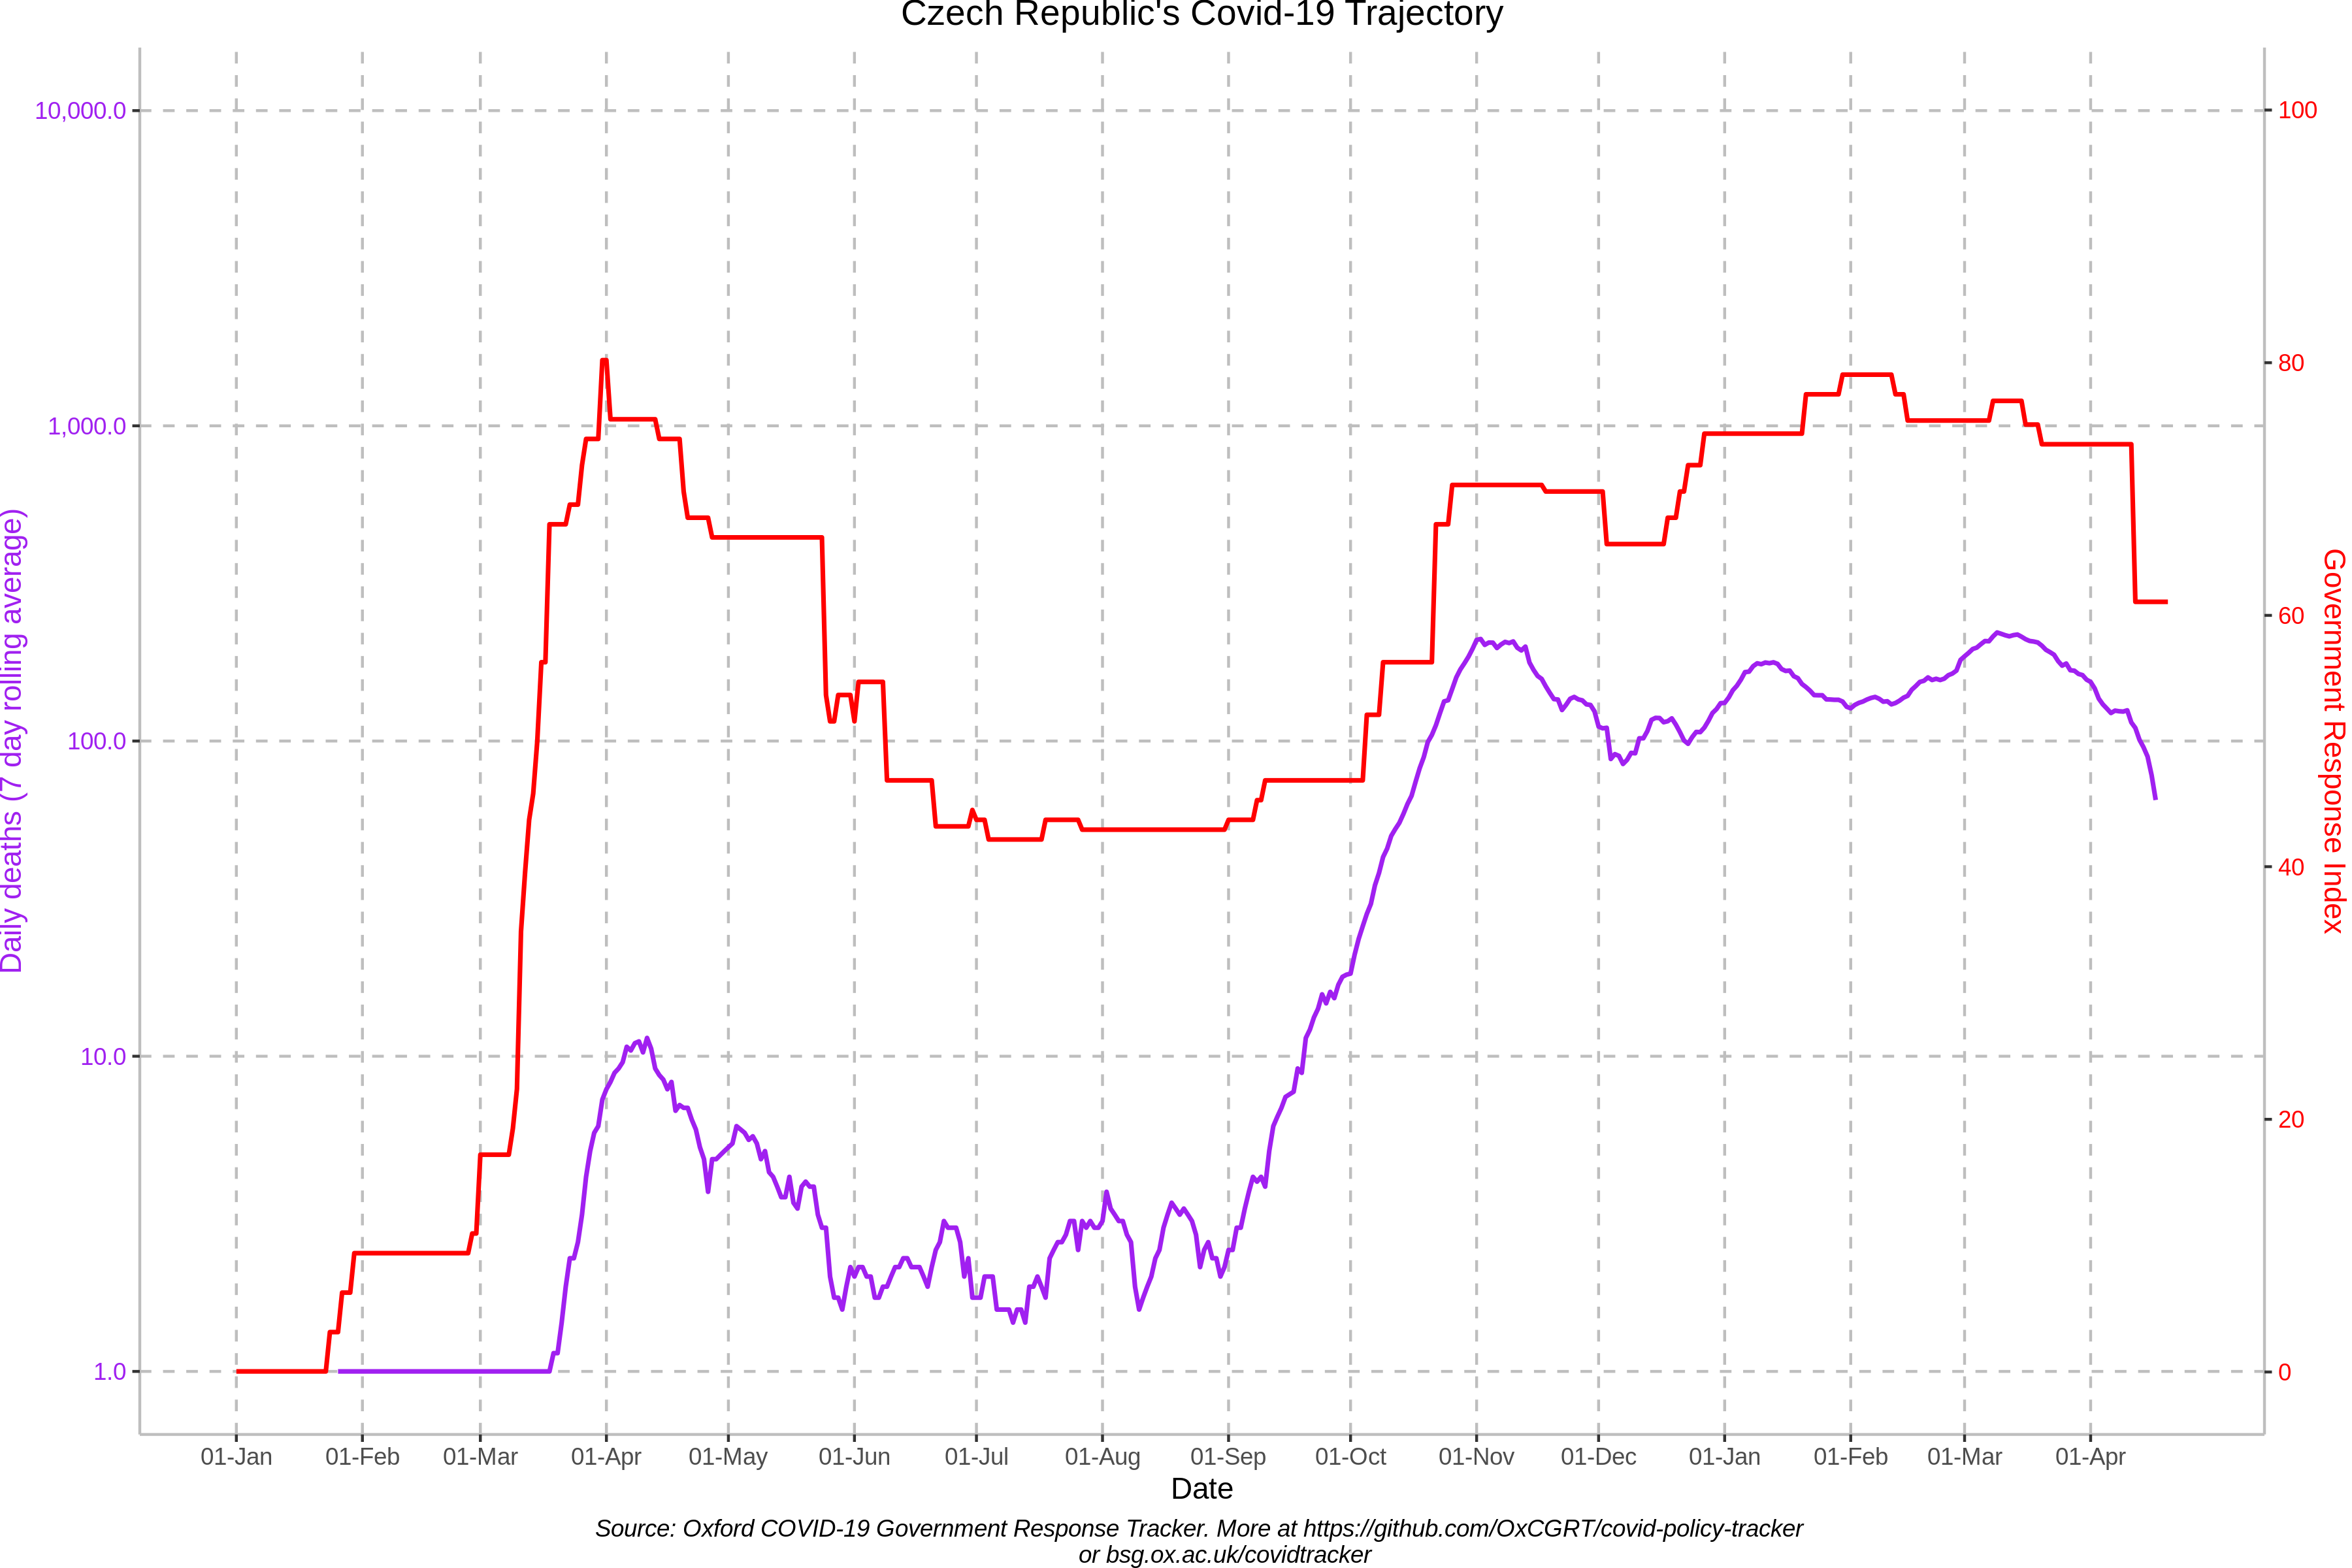 Czech Republic's Covid-19 Trajectory
10,000.0
1,000.0
100.0
10.0
1.0
Daily deaths (7 day rolling average)
100
80
60
40
20
0
Government Response Index
01-Jan 01-Feb 01-Mar 01-Apr 01-May 01-Jun 01-Jul 01-Aug 01-Sep 01-Oct 01-Nov 01-Dec 01-Jan 01-Feb 01-Mar 01-Apr
Date
Source: Oxford COVID-19 Government Response Tracker. More at https://github.com/OxCGRT/covid-policy-tracker
or bsg.ox.ac.uk/covidtracker